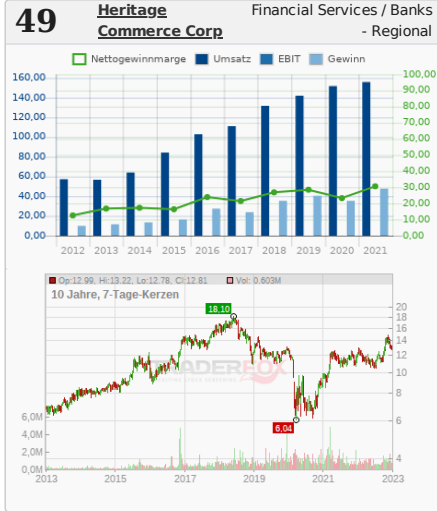 49
Heritage
Commerce Corp
Financial Services / Banks
- Regional
Nettogewinnmarge Umsatz EBIT Gewinn
160,00 100,00
140,00 90,00
120,00 80,00
100,00 70,00
80,00 60,00
60,00 50,00
40,00 40,00
20,00 30,00
0,00 20,00
10,00
0,00
2012 2013 2014 2015 2016 2017 2018 2019 2020 2021
Op:12.99, Hi:13.22, Lo:12.78, Cl:12.81 Vol: 0.603M
10 Jahre, 7-Tage-Kerzen
18,10
20
18
16
14
12
10
8
6
4
TRADERFOX
6,04
6,0M
4,0M
2,0M
0,0M
2013 2015 2017 2019 2021 2023